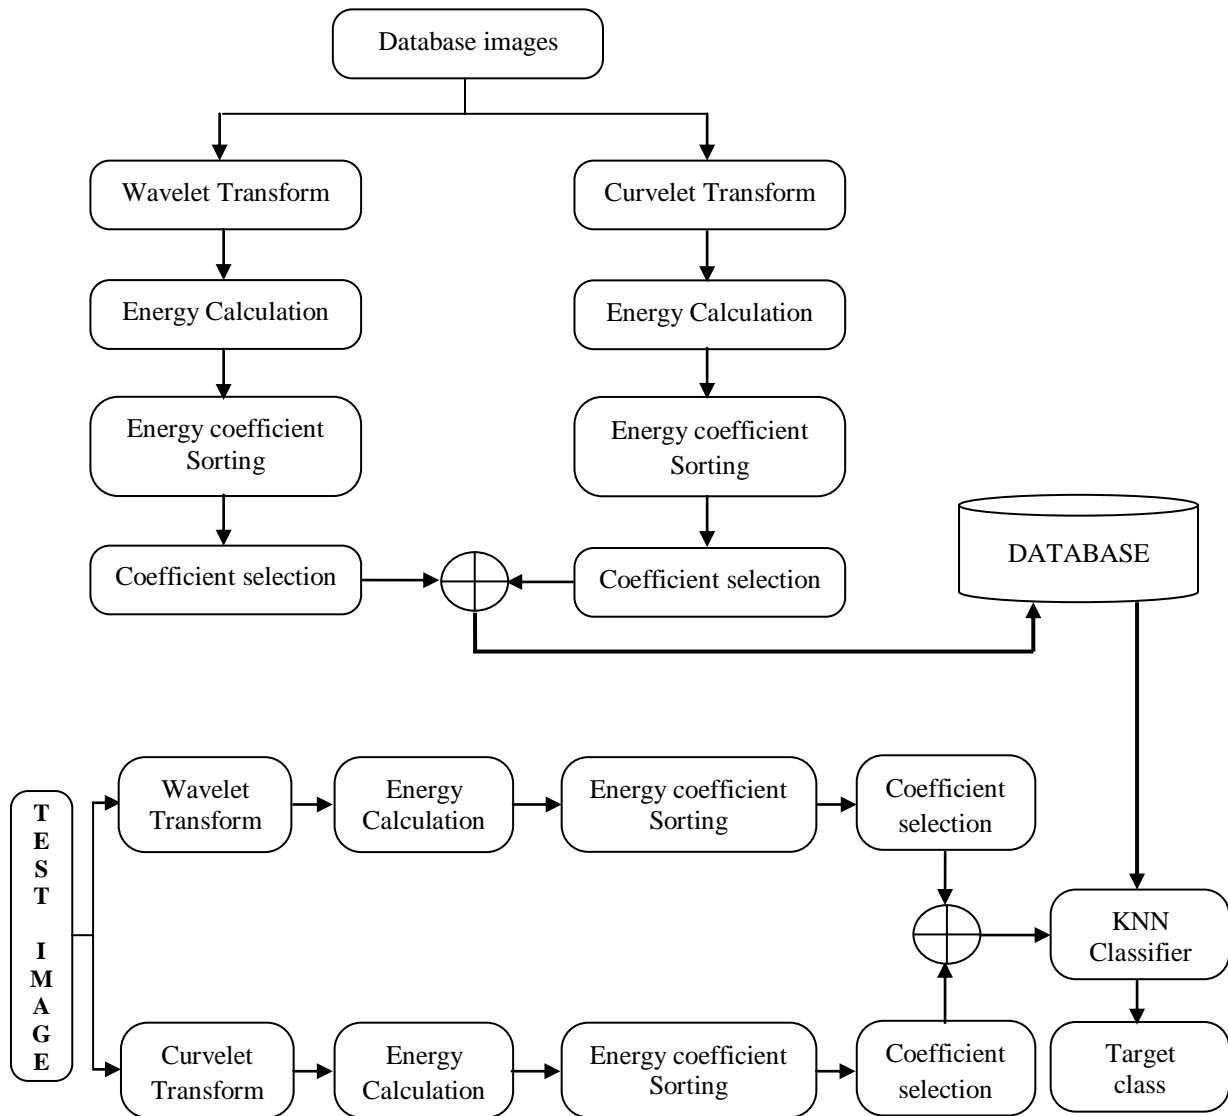 Database images
Wavelet Transform
Curvelet Transform
Energy Calculation
Energy Calculation
Energy coefficient
Sorting
Energy coefficient
Sorting
Coefficient selection
Coefficient selection
DATABASE
TEST IMAGE
Wavelet
Transform
Energy
Calculation
Energy coefficient
Sorting
Coefficient
selection
KNN
Classifier
Curvelet
Transform
Energy
Calculation
Energy coefficient
Sorting
Coefficient
selection
Target
class